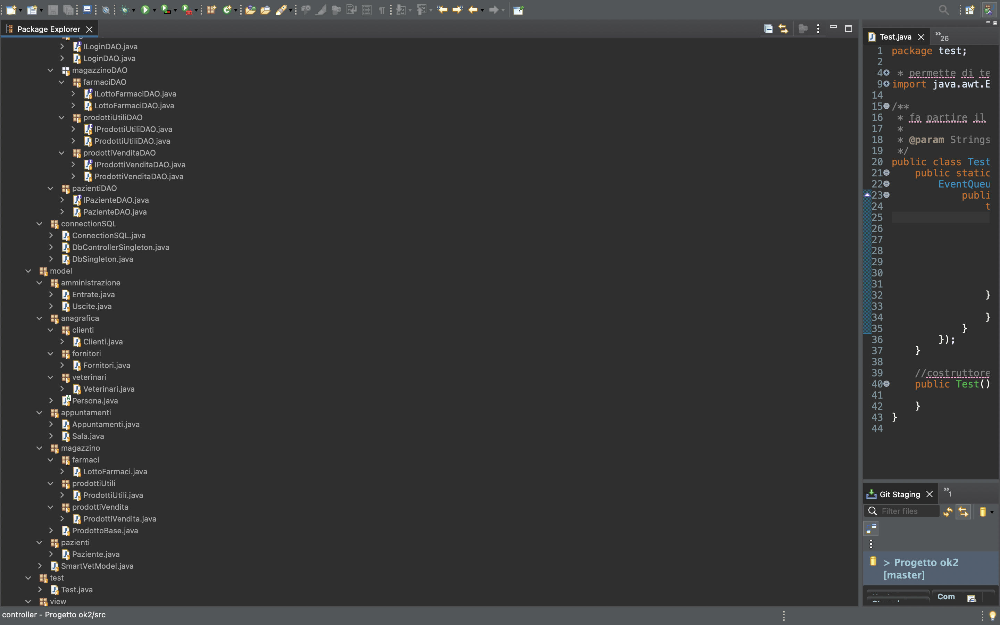 Package Explorer
ILoginDAO.java
LoginDAO.java
magazzinoDAO
farmaciDAO
ILottoFarmaciDAO.java
LottoFarmaciDAO.java
prodottiUtiliDAO
IProdottiUtiliDAO.java
ProdottiUtiliDAO.java
prodottiVenditaDAO
IProdottiVenditaDAO.java
ProdottiVenditaDAO.java
pazientiDAO
IPazienteDAO.java
PazienteDAO.java
connectionSQL
ConnectionSQL.java
DbControllerSingleton.java
DbSingleton.java
model
amministrazione
Entrate.java
Uscite.java
anagrafica
clienti
Clienti.java
fornitori
Fornitori.java
veterinari
Veterinari.java
Persona.java
appuntamenti
Appuntamenti.java
Sala.java
magazzino
farmaci
LottoFarmaci.java
prodottiUtili
ProdottiUtili.java
prodottiVendita
ProdottiVendita.java
ProdottoBase.java
pazienti
Paziente.java
SmartVetModel.java
test
Test.java
view
controller - Progetto ok2/src
Test.java
»26
1 package test;
2
4 * permette di te
9 import java.awt.E
14
15 /**
16 * fa partire il
17 *
18 * @param Strings
19 */
20 public class Test
21 public static
22 EventQueu
23 publi
24 t
25
26
27
28
29
30
31
32 }
33
34 }
35 }
36 });
37 }
38
39 //costruttore
40 public Test()
41
42 }
43 }
44
Git Staging
»1
Filter files
> Progetto ok2
[master]
Com